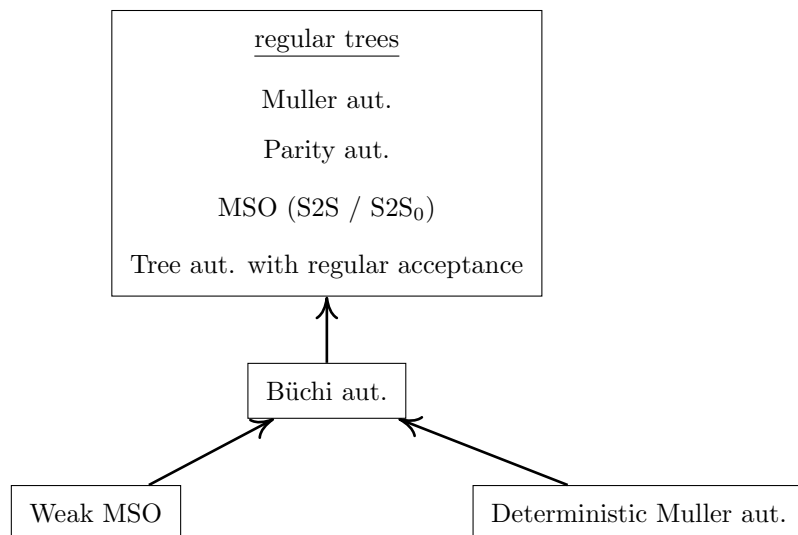 regular trees
Muller aut.
Parity aut.
MSO (S2S / S2S₀)
Tree aut. with regular acceptance
Büchi aut.
Weak MSO
Deterministic Muller aut.